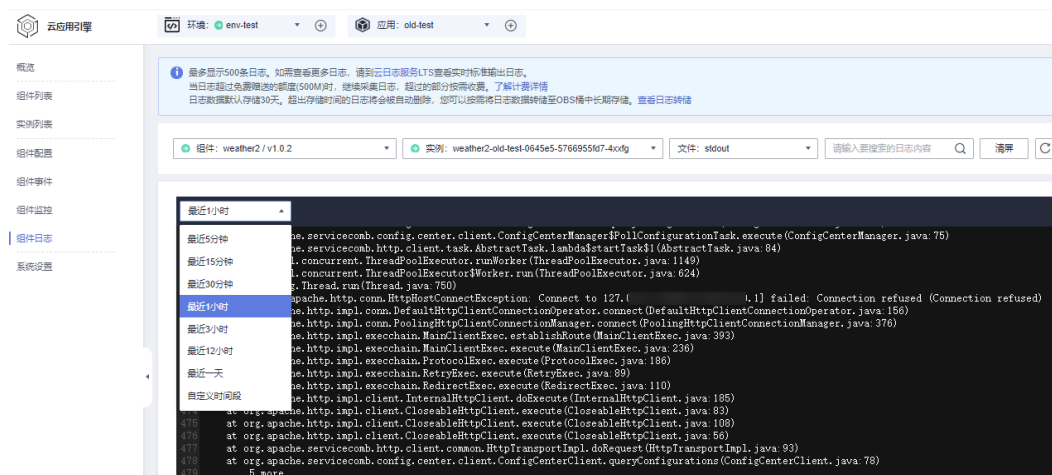 云应用引擎
环境: env-test
应用: old-test
概览
组件列表
实例列表
组件配置
组件事件
组件监控
组件日志
系统设置
最多显示500条日志。如需查看更多日志，请到云日志服务LTS查看实时标准输出日志。
当日志超过免费赠送的额度(500M)时，继续采集日志，超过的部分按需收费。了解计费详情
日志数据默认存储30天。超出存储时间的日志将会被自动删除，您可以按需将日志数据转储至OBS桶中长期存储。查看日志转储
组件: weather2 / v1.0.2
实例: weather2-old-test-0645e5-5766955fd7-4xxfg
文件: stdout
请输入要搜索的日志内容
清屏
最近1小时
最近5分钟
最近15分钟
最近30分钟
最近1小时
最近3小时
最近12小时
最近一天
自定义时间段
he.servicecomb.config.center.client.ConfigCenterManager$PollConfigurationTask.execute(ConfigCenterManager.java:75)
he.servicecomb.http.client.task.AbstractTask.lambda$startTask$1(AbstractTask.java:84)
l.concurrent.ThreadPoolExecutor.runWorker(ThreadPoolExecutor.java:1149)
l.concurrent.ThreadPoolExecutor$Worker.run(ThreadPoolExecutor.java:624)
g.Thread.run(Thread.java:750)
apache.http.conn.HttpHostConnectException: Connect to 127.0 .1] failed: Connection refused (Connection refused)
he.http.impl.conn.DefaultHttpClientConnectionOperator.connect(DefaultHttpClientConnectionOperator.java:156)
he.http.impl.conn.PoolingHttpClientConnectionManager.connect(PoolingHttpClientConnectionManager.java:376)
he.http.impl.execchain.MainClientExec.establishRoute(MainClientExec.java:393)
he.http.impl.execchain.MainClientExec.execute(MainClientExec.java:236)
he.http.impl.execchain.ProtocolExec.execute(ProtocolExec.java:186)
he.http.impl.execchain.RetryExec.execute(RetryExec.java:89)
he.http.impl.execchain.RedirectExec.execute(RedirectExec.java:110)
he.http.impl.client.InternalHttpClient.doExecute(InternalHttpClient.java:185)
474 at org.apache.http.impl.client.CloseableHttpClient.execute(CloseableHttpClient.java:83)
475 at org.apache.http.impl.client.CloseableHttpClient.execute(CloseableHttpClient.java:108)
476 at org.apache.http.impl.client.CloseableHttpClient.execute(CloseableHttpClient.java:56)
477 at org.apache.servicecomb.http.client.common.HttpTransportImpl.doRequest(HttpTransportImpl.java:93)
478 at org.apache.servicecomb.config.center.client.ConfigCenterClient.queryConfigurations(ConfigCenterClient.java:78)
479 5 more